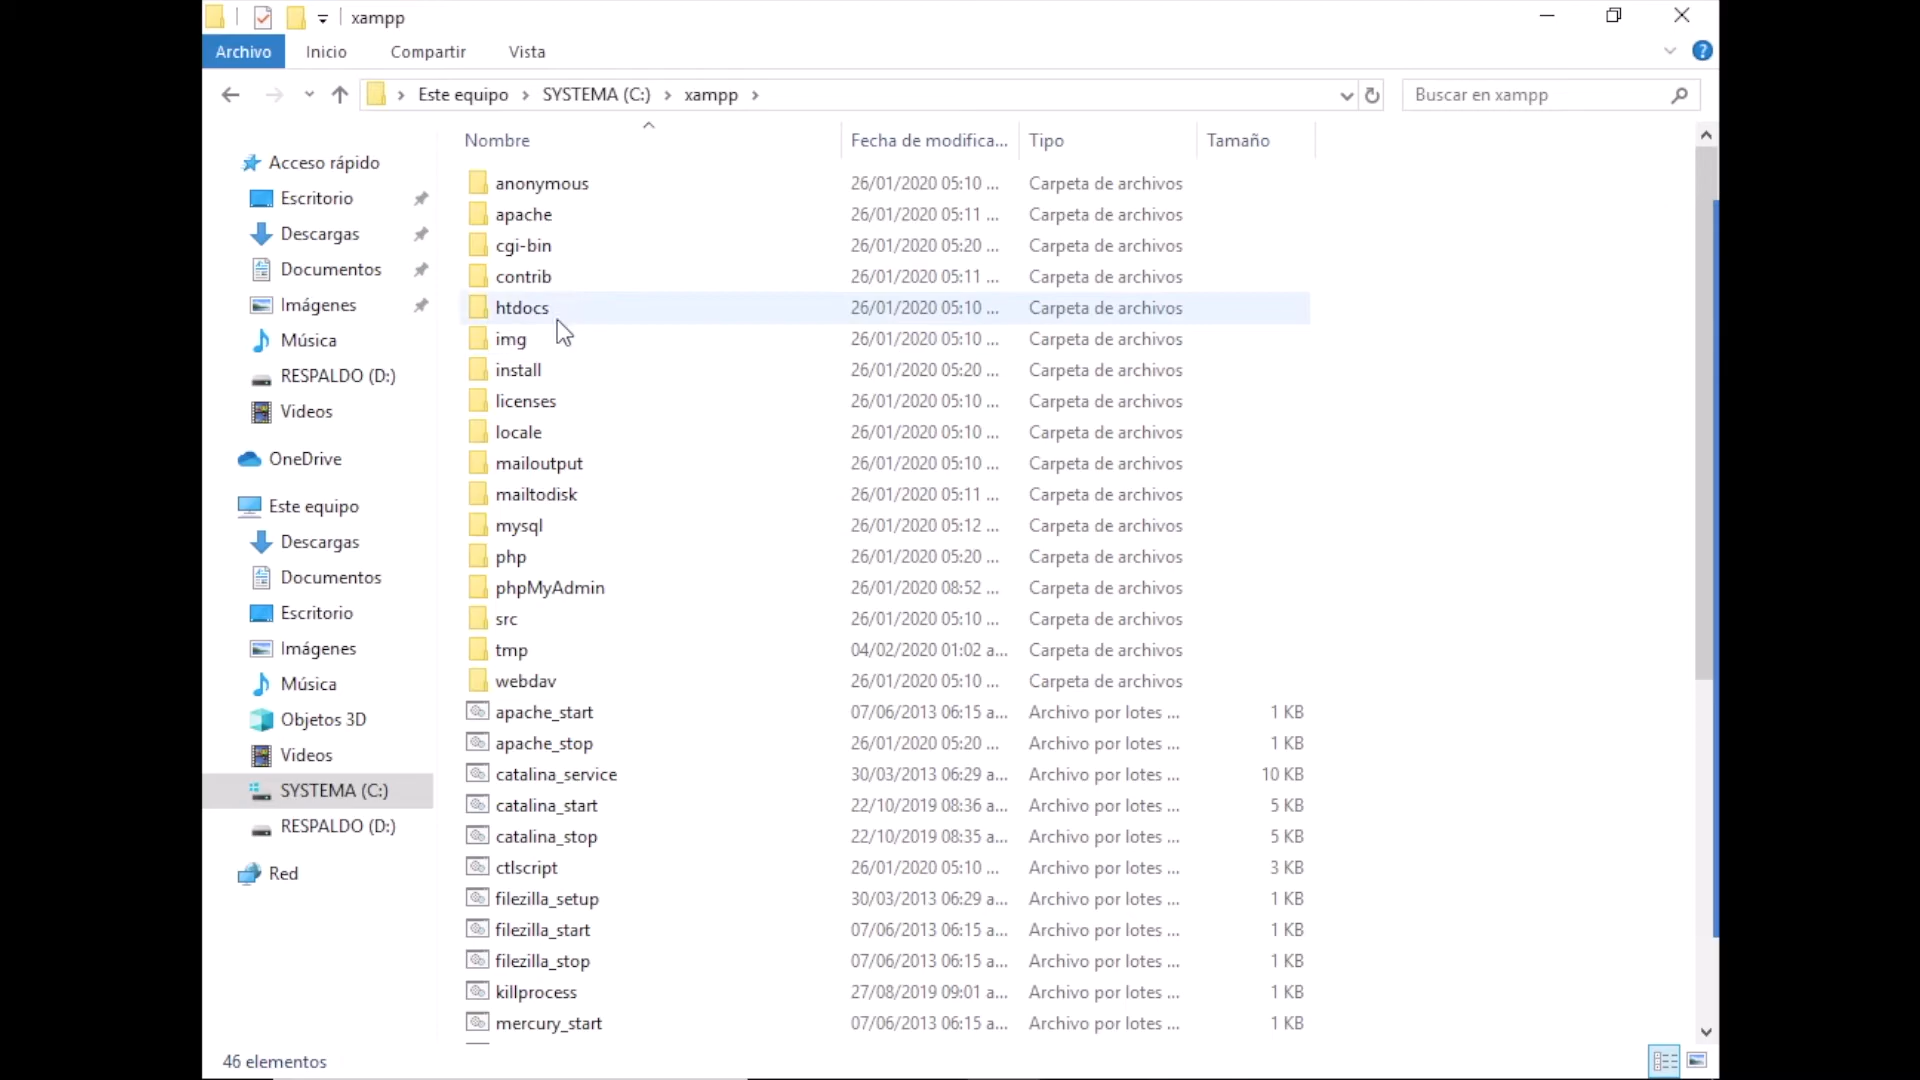 xampp
Archivo Inicio Compartir Vista
Este equipo SYSTEMA (C:) xampp
Buscar en xampp
Nombre Fecha de modifica... Tipo Tamaño
Acceso rápido
Escritorio
Descargas
Documentos
Imágenes
Música
RESPALDO (D:)
Videos
OneDrive
Este equipo
Descargas
Documentos
Escritorio
Imágenes
Música
Objetos 3D
Videos
SYSTEMA (C:)
RESPALDO (D:)
Red
anonymous 26/01/2020 05:10 ... Carpeta de archivos
apache 26/01/2020 05:11 ... Carpeta de archivos
cgi-bin 26/01/2020 05:20 ... Carpeta de archivos
contrib 26/01/2020 05:11 ... Carpeta de archivos
htdocs 26/01/2020 05:10 ... Carpeta de archivos
img 26/01/2020 05:10 ... Carpeta de archivos
install 26/01/2020 05:20 ... Carpeta de archivos
licenses 26/01/2020 05:10 ... Carpeta de archivos
locale 26/01/2020 05:10 ... Carpeta de archivos
mailoutput 26/01/2020 05:10 ... Carpeta de archivos
mailtodisk 26/01/2020 05:11 ... Carpeta de archivos
mysql 26/01/2020 05:12 ... Carpeta de archivos
php 26/01/2020 05:20 ... Carpeta de archivos
phpMyAdmin 26/01/2020 08:52 ... Carpeta de archivos
src 26/01/2020 05:10 ... Carpeta de archivos
tmp 04/02/2020 01:02 a... Carpeta de archivos
webdav 26/01/2020 05:10 ... Carpeta de archivos
apache_start 07/06/2013 06:15 a... Archivo por lotes ... 1 KB
apache_stop 26/01/2020 05:20 ... Archivo por lotes ... 1 KB
catalina_service 30/03/2013 06:29 a... Archivo por lotes ... 10 KB
catalina_start 22/10/2019 08:36 a... Archivo por lotes ... 5 KB
catalina_stop 22/10/2019 08:35 a... Archivo por lotes ... 5 KB
ctlscript 26/01/2020 05:10 ... Archivo por lotes ... 3 KB
filezilla_setup 30/03/2013 06:29 a... Archivo por lotes ... 1 KB
filezilla_start 07/06/2013 06:15 a... Archivo por lotes ... 1 KB
filezilla_stop 07/06/2013 06:15 a... Archivo por lotes ... 1 KB
killprocess 27/08/2019 09:01 a... Archivo por lotes ... 1 KB
mercury_start 07/06/2013 06:15 a... Archivo por lotes ... 1 KB
46 elementos